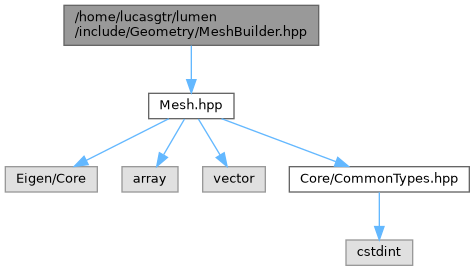 /home/lucasgtr/lumen
/include/Geometry/MeshBuilder.hpp
Mesh.hpp
Eigen/Core
array
vector
Core/CommonTypes.hpp
cstdint